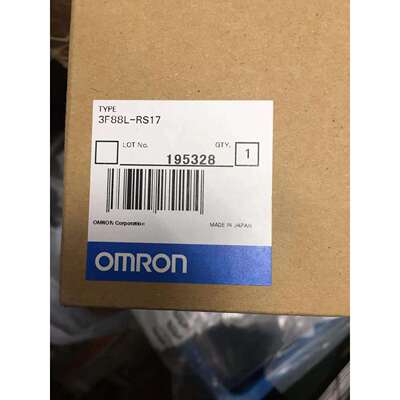 TYPE
3F88L-RS17
LOT No. QTY.
195328 1
OMRON Corporation MADE IN JAPAN
OMRON